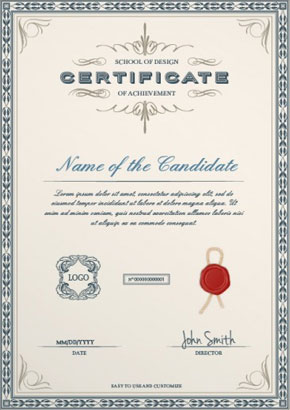 SCHOOL OF DESIGN
CERTIFICATE
OF ACHIEVEMENT
Name of the Candidate
Lorem ipsum dolor sit amet, consectetur adipisicing elit, sed do
eiusmod tempor incididunt ut labore et dolore magna aliqua. Ut
enim ad minim veniam, quis nostrud exercitation ullamco laboris nisi
ut aliquip ex ea commodo consequat.
LOGO
John Smith
MM/DD/YYYY
DATE
DIRECTOR
EASY TO USE AND CUSTOMIZE